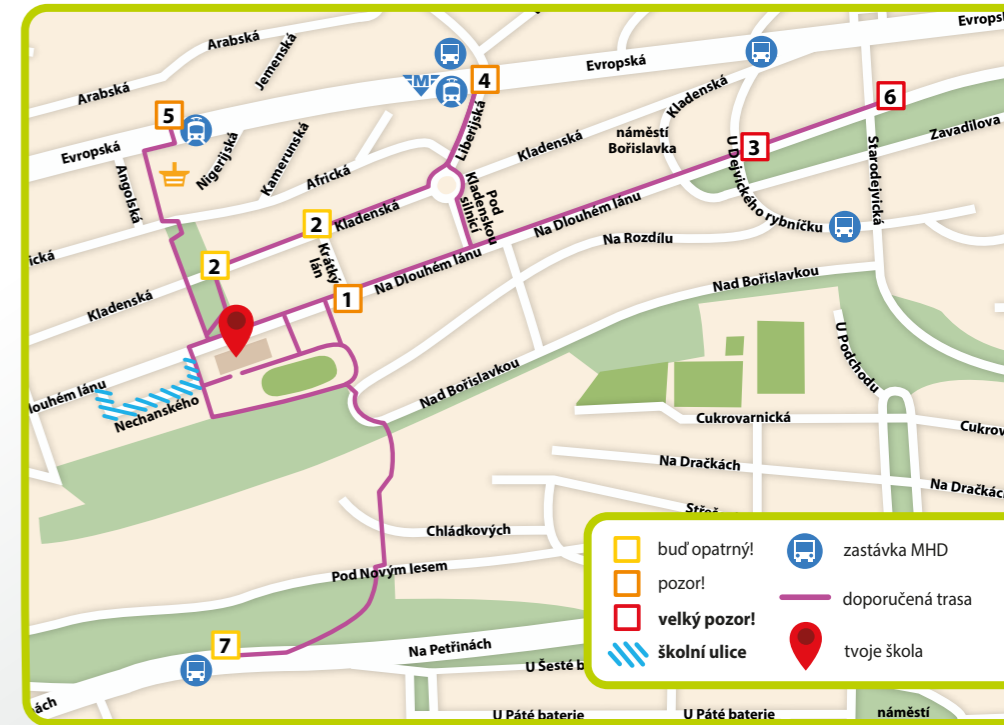 Arabská
Jemenská
Evropská
Evrops
Arabská
M
4
Kladenská
6
5
Evropská
Liberijská
náměstí
Bořislavka
3
Zavadilova
Kladenská
Nigerijská
Kamerunská
Africká
U Dejvického rybníčku
Starodejvická
Angolská
Pod
Kladenskou
silnicí
2
Kladenská
Na Dlouhém lánu
Na Rozdílu
ická
Krátký
lán
2
Na Dlouhém lánu
Nad Bořislavkou
Kladenská
1
U Podchodu
louhém lánu
Nechanského
Nad Bořislavkou
Cukrovarnická
Cukrov
Na Dračkách
Na Dračkách
Chládkových
Pod Novým lesem
7
Na Petřinách
U Šesté b
ách
U Páté baterie
U Páté baterie
náměstí
buď opatrný!
zastávka MHD
pozor!
doporučená trasa
velký pozor!
školní ulice
tvoje škola